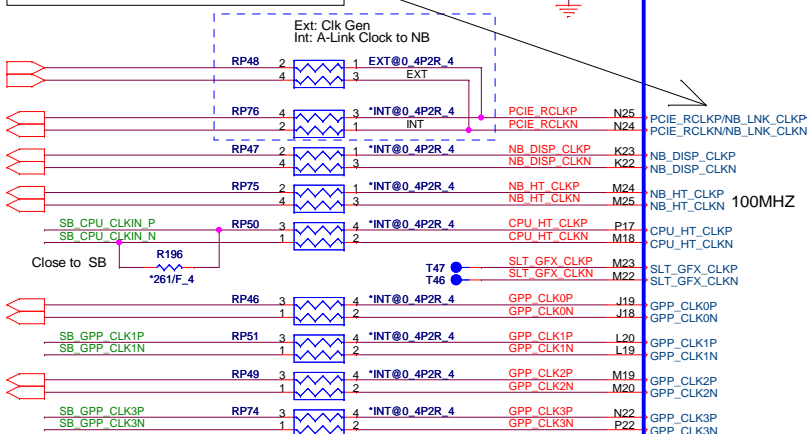 Ext: Clk Gen
Int: A-Link Clock to NB
RP48 2 1 EXT@0_4P2R_4
4 3 EXT
RP76 4 3 *INT@0_4P2R_4 PCIE_RCLKP N25 PCIE_RCLKP/NB_LNK_CLKP
2 1 INT PCIE_RCLKN N24 PCIE_RCLKN/NB_LNK_CLKN
RP47 2 1 *INT@0_4P2R_4 NB_DISP_CLKP K23 NB_DISP_CLKP
4 3 NB_DISP_CLKN K22 NB_DISP_CLKN
RP75 2 1 *INT@0_4P2R_4 NB_HT_CLKP M24 NB_HT_CLKP 100MHZ
4 3 NB_HT_CLKN M25 NB_HT_CLKN
SB_CPU_CLKIN_P RP50 3 4 *INT@0_4P2R_4 CPU_HT_CLKP P17 CPU_HT_CLKP
SB_CPU_CLKIN_N 1 2 CPU_HT_CLKN M18 CPU_HT_CLKN
Close to SB R196
*261/F_4
T47 SLT_GFX_CLKP M23 SLT_GFX_CLKP
T46 SLT_GFX_CLKN M22 SLT_GFX_CLKN
RP46 3 4 *INT@0_4P2R_4 GPP_CLK0P J19 GPP_CLK0P
1 2 GPP_CLK0N J18 GPP_CLK0N
SB_GPP_CLK1P RP51 3 4 *INT@0_4P2R_4 GPP_CLK1P L20 GPP_CLK1P
SB_GPP_CLK1N 1 2 GPP_CLK1N L19 GPP_CLK1N
RP49 3 4 *INT@0_4P2R_4 GPP_CLK2P M19 GPP_CLK2P
1 2 GPP_CLK2N M20 GPP_CLK2N
SB_GPP_CLK3P RP74 3 4 *INT@0_4P2R_4 GPP_CLK3P N22 GPP_CLK3P
SB_GPP_CLK3N 1 2 GPP_CLK3N P22 GPP_CLK3N